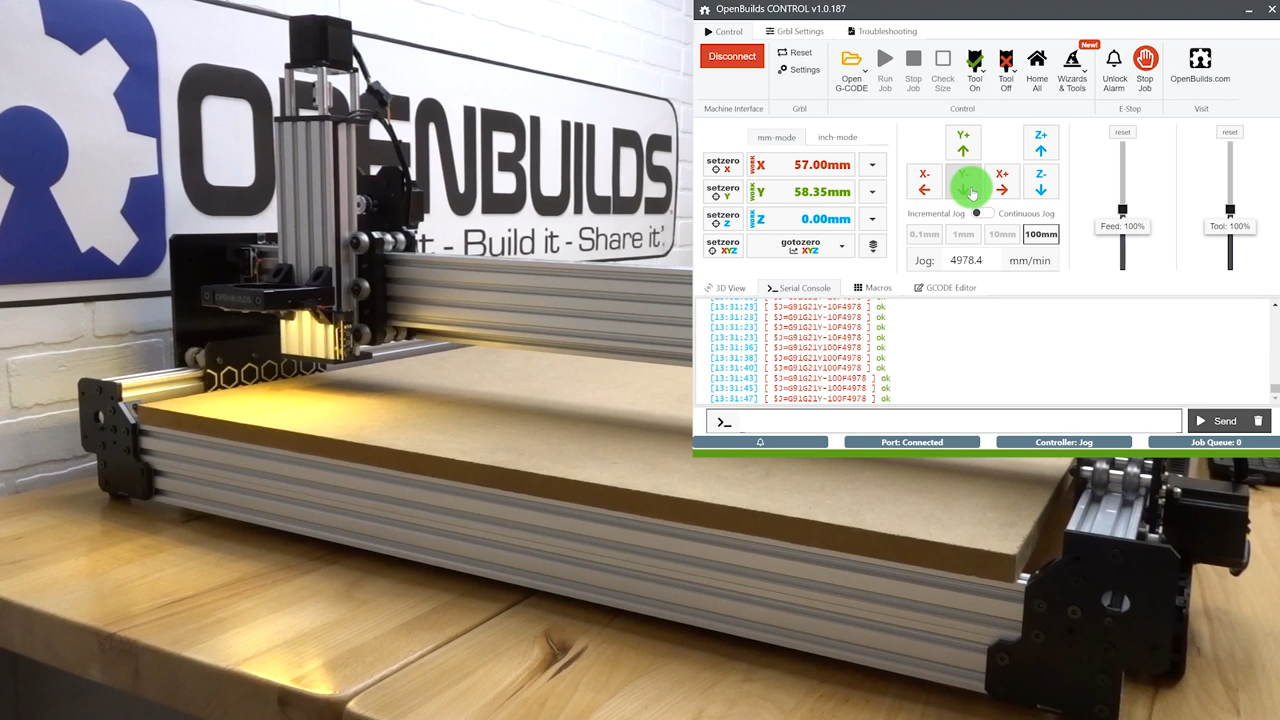 OPENBUILDS
it - Build it - Share it
OPENBUILDS
OpenBuilds CONTROL v1.0.187
Control
Grbl Settings
Troubleshooting
Disconnect
Reset
Settings
Open G-CODE
Run Job
Stop Job
Check Size
Tool On
Tool Off
Home All
New!
Wizards & Tools
Unlock Alarm
Stop Job
OpenBuilds.com
Machine Interface
Grbl
Control
E-Stop
Visit
mm-mode
inch-mode
setzero X
WORK X 57.00mm
setzero Y
WORK Y 58.35mm
setzero Z
WORK Z 0.00mm
setzero XYZ
gotozero XYZ
Y+
Z+
X-
Y-
X+
Z-
Incremental Jog
Continuous Jog
0.1mm
1mm
10mm
100mm
Jog: 4978.4 mm/min
reset
Feed: 100%
reset
Tool: 100%
3D View
Serial Console
Macros
GCODE Editor
[13:31:23] [ $J=G91G21Y-10F4978 ] ok
[13:31:23] [ $J=G91G21Y-10F4978 ] ok
[13:31:23] [ $J=G91G21Y-10F4978 ] ok
[13:31:23] [ $J=G91G21Y-10F4978 ] ok
[13:31:36] [ $J=G91G21Y100F4978 ] ok
[13:31:38] [ $J=G91G21Y100F4978 ] ok
[13:31:40] [ $J=G91G21Y100F4978 ] ok
[13:31:43] [ $J=G91G21Y-100F4978 ] ok
[13:31:45] [ $J=G91G21Y-100F4978 ] ok
[13:31:47] [ $J=G91G21Y-100F4978 ] ok
>_
Send
Port: Connected
Controller: Jog
Job Queue: 0